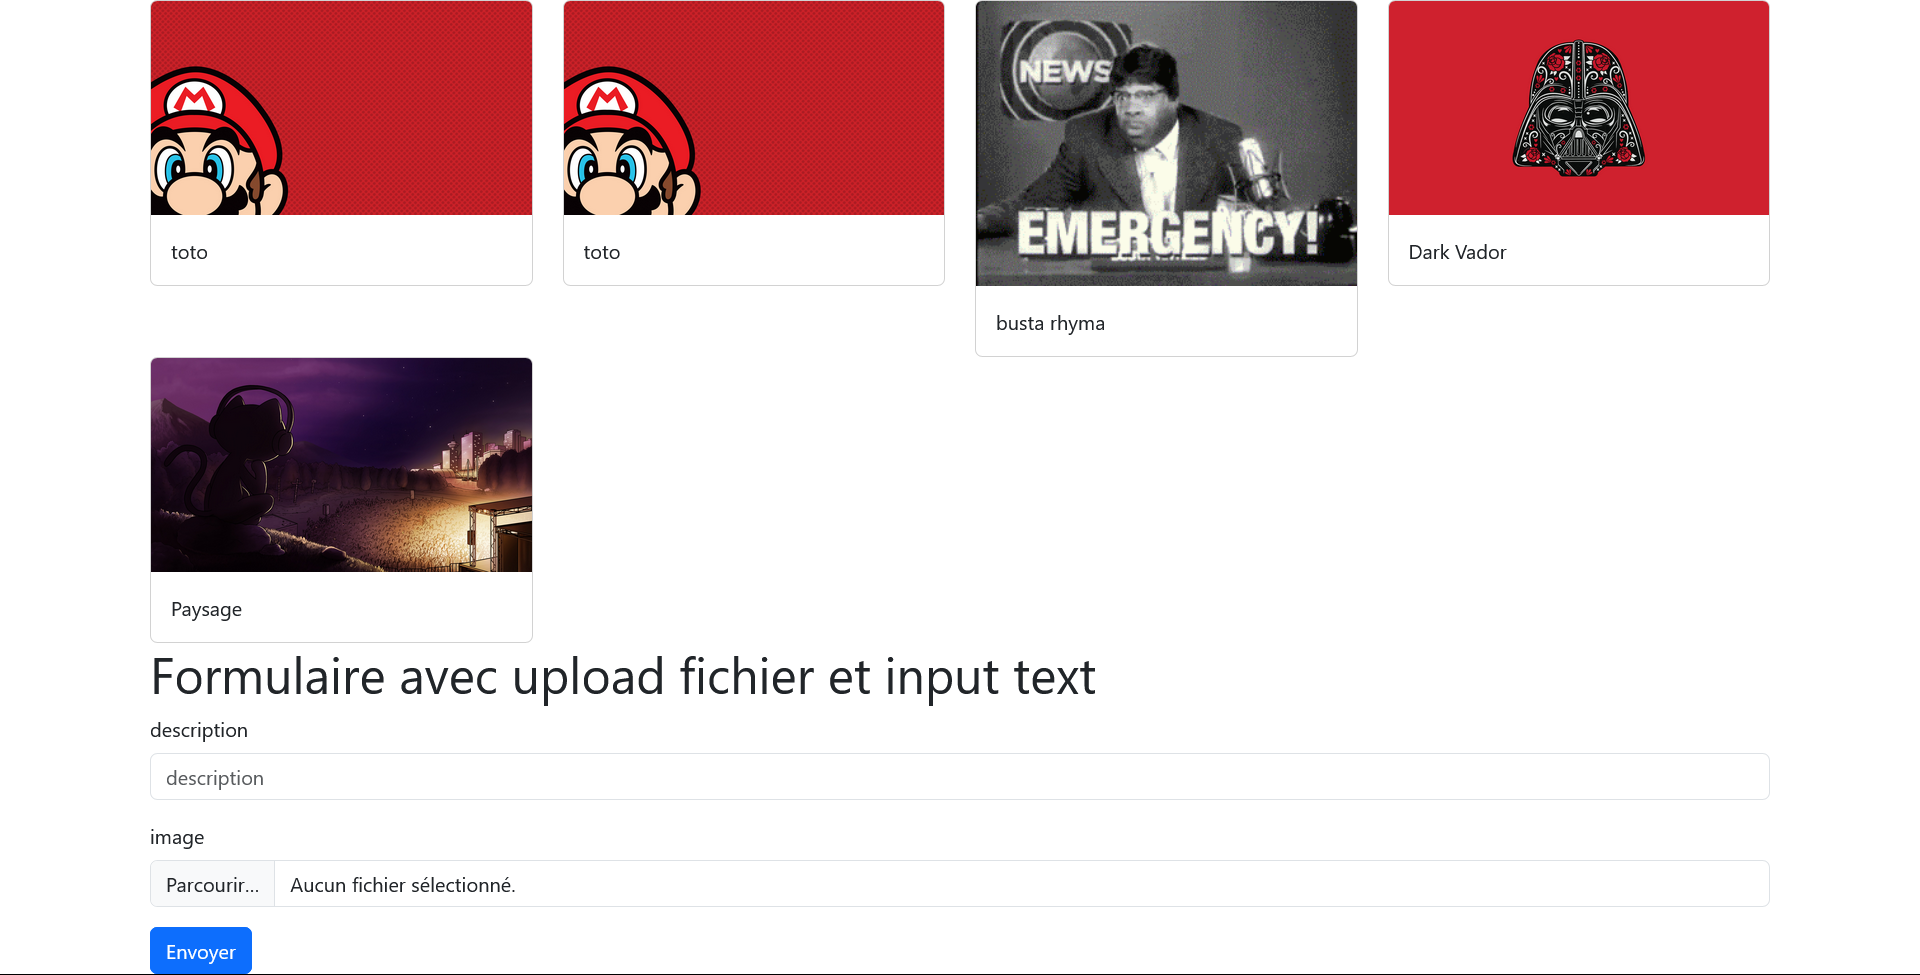 M
M
NEWS
EMERGENCY!
toto
toto
Dark Vador
busta rhyma
Paysage
Formulaire avec upload fichier et input text
description
description
image
Parcourir...
Aucun fichier sélectionné.
Envoyer